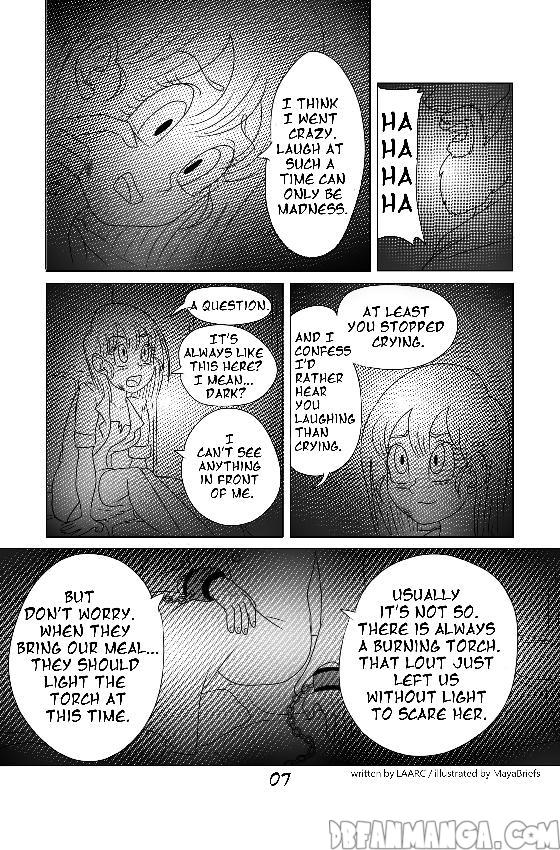 HA
HA
HA
HA
I THINK
I WENT
CRAZY.
LAUGH AT
SUCH A
TIME CAN
ONLY BE
MADNESS.
AT LEAST
YOU STOPPED
CRYING.
AND I
CONFESS
I'D
RATHER
HEAR
YOU
LAUGHING
THAN
CRYING.
A QUESTION.
IT'S
ALWAYS LIKE
THIS HERE?
I MEAN...
DARK?
I
CAN'T SEE
ANYTHING
IN FRONT
OF ME.
USUALLY
IT'S NOT SO.
THERE IS ALWAYS
A BURNING TORCH.
THAT LOUT JUST
LEFT US
WITHOUT LIGHT
TO SCARE HER.
BUT
DON'T WORRY.
WHEN THEY
BRING OUR MEAL...
THEY SHOULD
LIGHT THE
TORCH AT
THIS TIME.
07
written by LAARC / illustrated by MayaBriefs
DBFANMANGA.COM